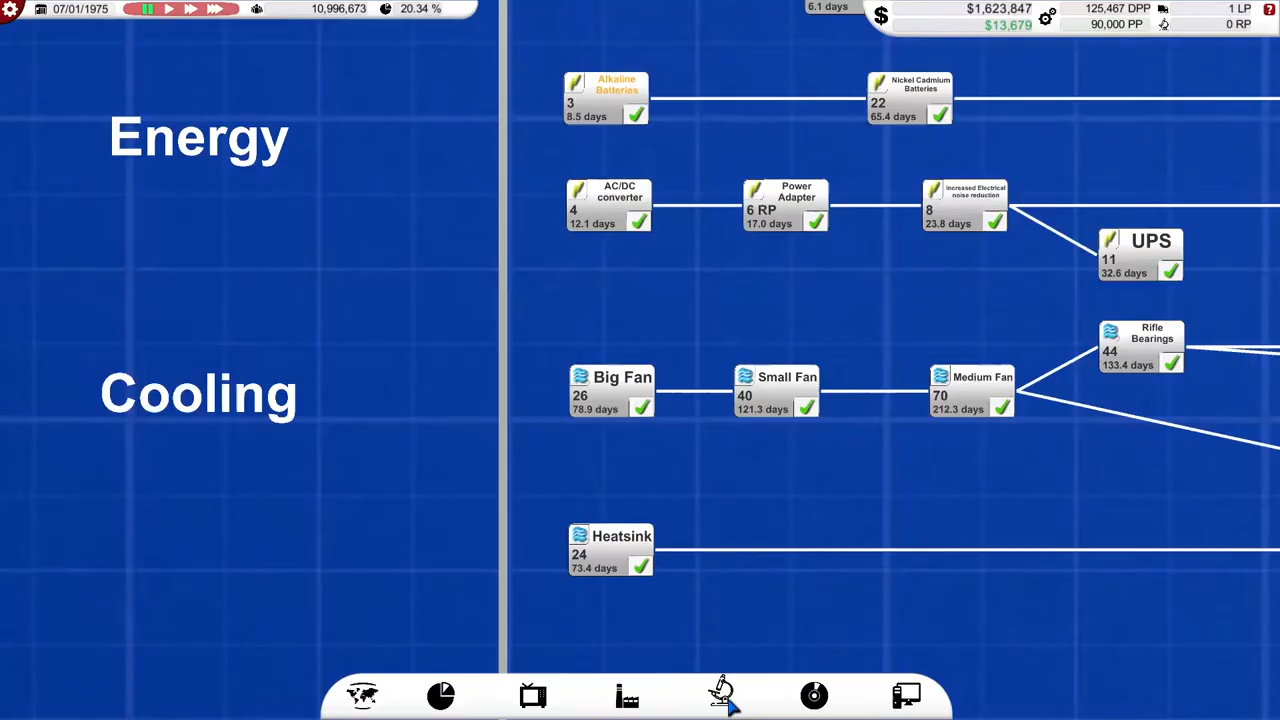 07/01/1975 10,996,673 20.34 % 6.1 days $ $1,623,847 125,467 DPP 1 LP ?
$13,679 90,000 PP 0 RP
Energy
Alkaline
Batteries
3
8.5 days
Nickel Cadmium
Batteries
22
65.4 days
AC/DC
converter
4
12.1 days
Power
Adapter
6 RP
17.0 days
Increased Electrical
noise reduction
8
23.8 days
UPS
11
32.6 days
Cooling
Big Fan
26
78.9 days
Small Fan
40
121.3 days
Medium Fan
70
212.3 days
Rifle
Bearings
44
133.4 days
Heatsink
24
73.4 days